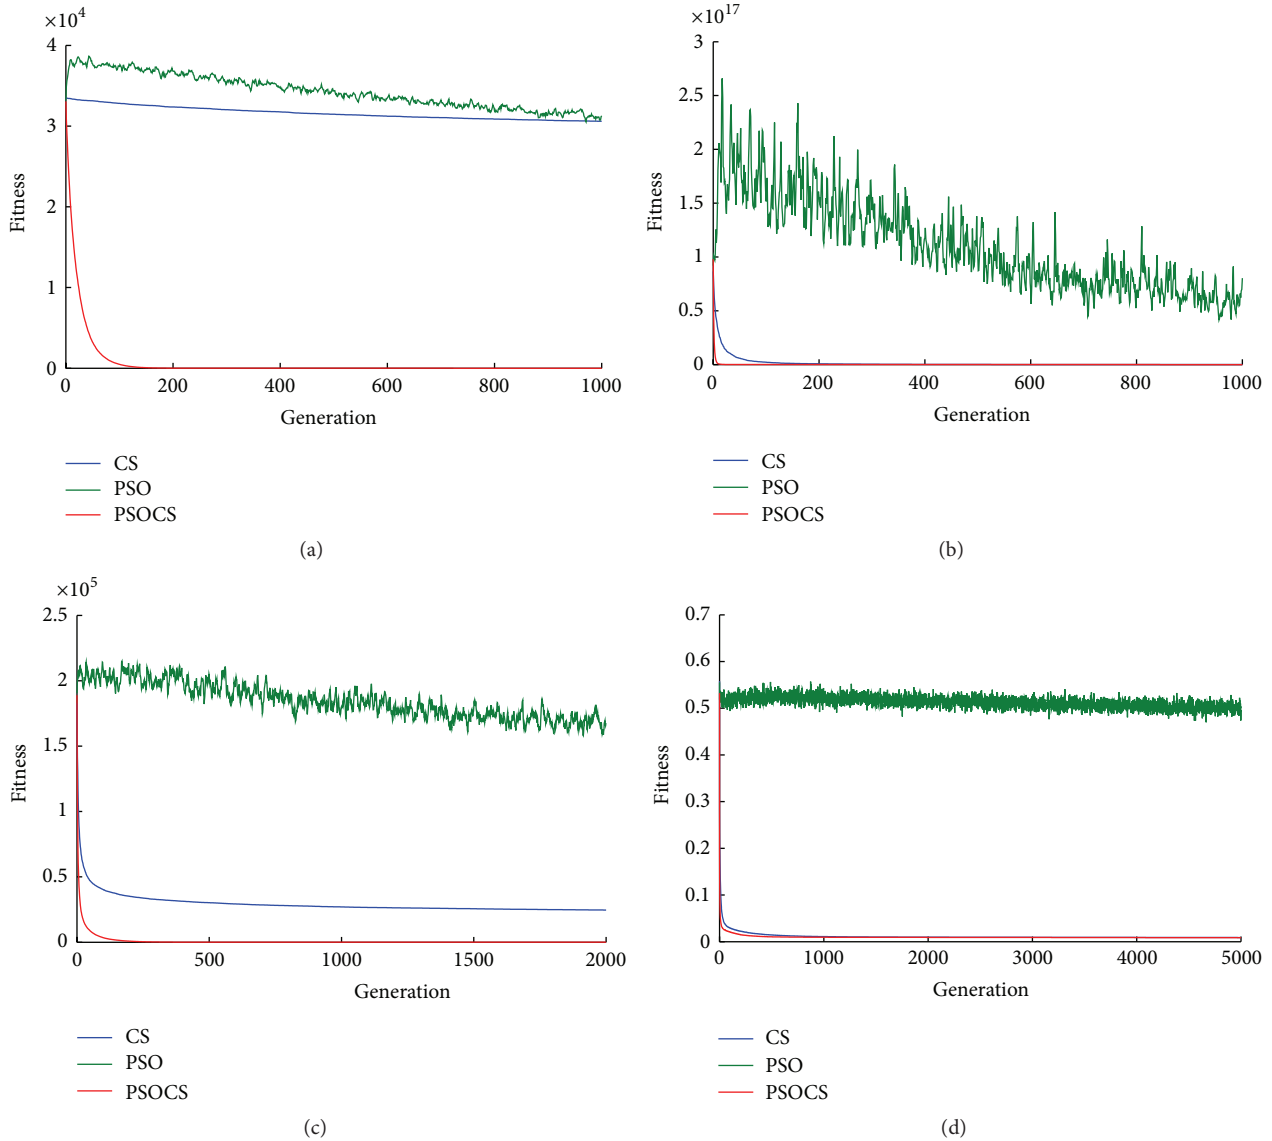 ×10^4
4
3
2
1
0
Fitness
0 200 400 600 800 1000
Generation
CS
PSO
PSOCS
(a)
×10^17
3
2.5
2
1.5
1
0.5
0
Fitness
0 200 400 600 800 1000
Generation
CS
PSO
PSOCS
(b)
×10^5
2.5
2
1.5
1
0.5
0
Fitness
0 500 1000 1500 2000
Generation
CS
PSO
PSOCS
(c)
0.7
0.6
0.5
0.4
0.3
0.2
0.1
0
Fitness
0 1000 2000 3000 4000 5000
Generation
CS
PSO
PSOCS
(d)